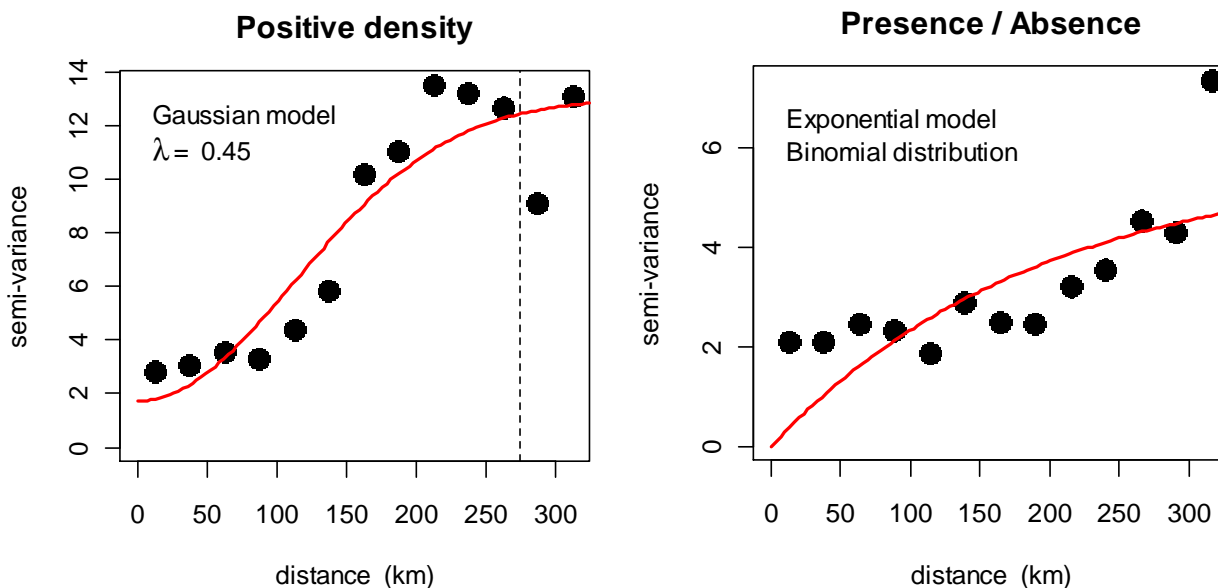 Positive density
Gaussian model
λ = 0.45
semi-variance
0
2
4
6
8
10
12
14
0 50 100 150 200 250 300
distance (km)
Presence / Absence
Exponential model
Binomial distribution
semi-variance
0
2
4
6
0 50 100 150 200 250 300
distance (km)